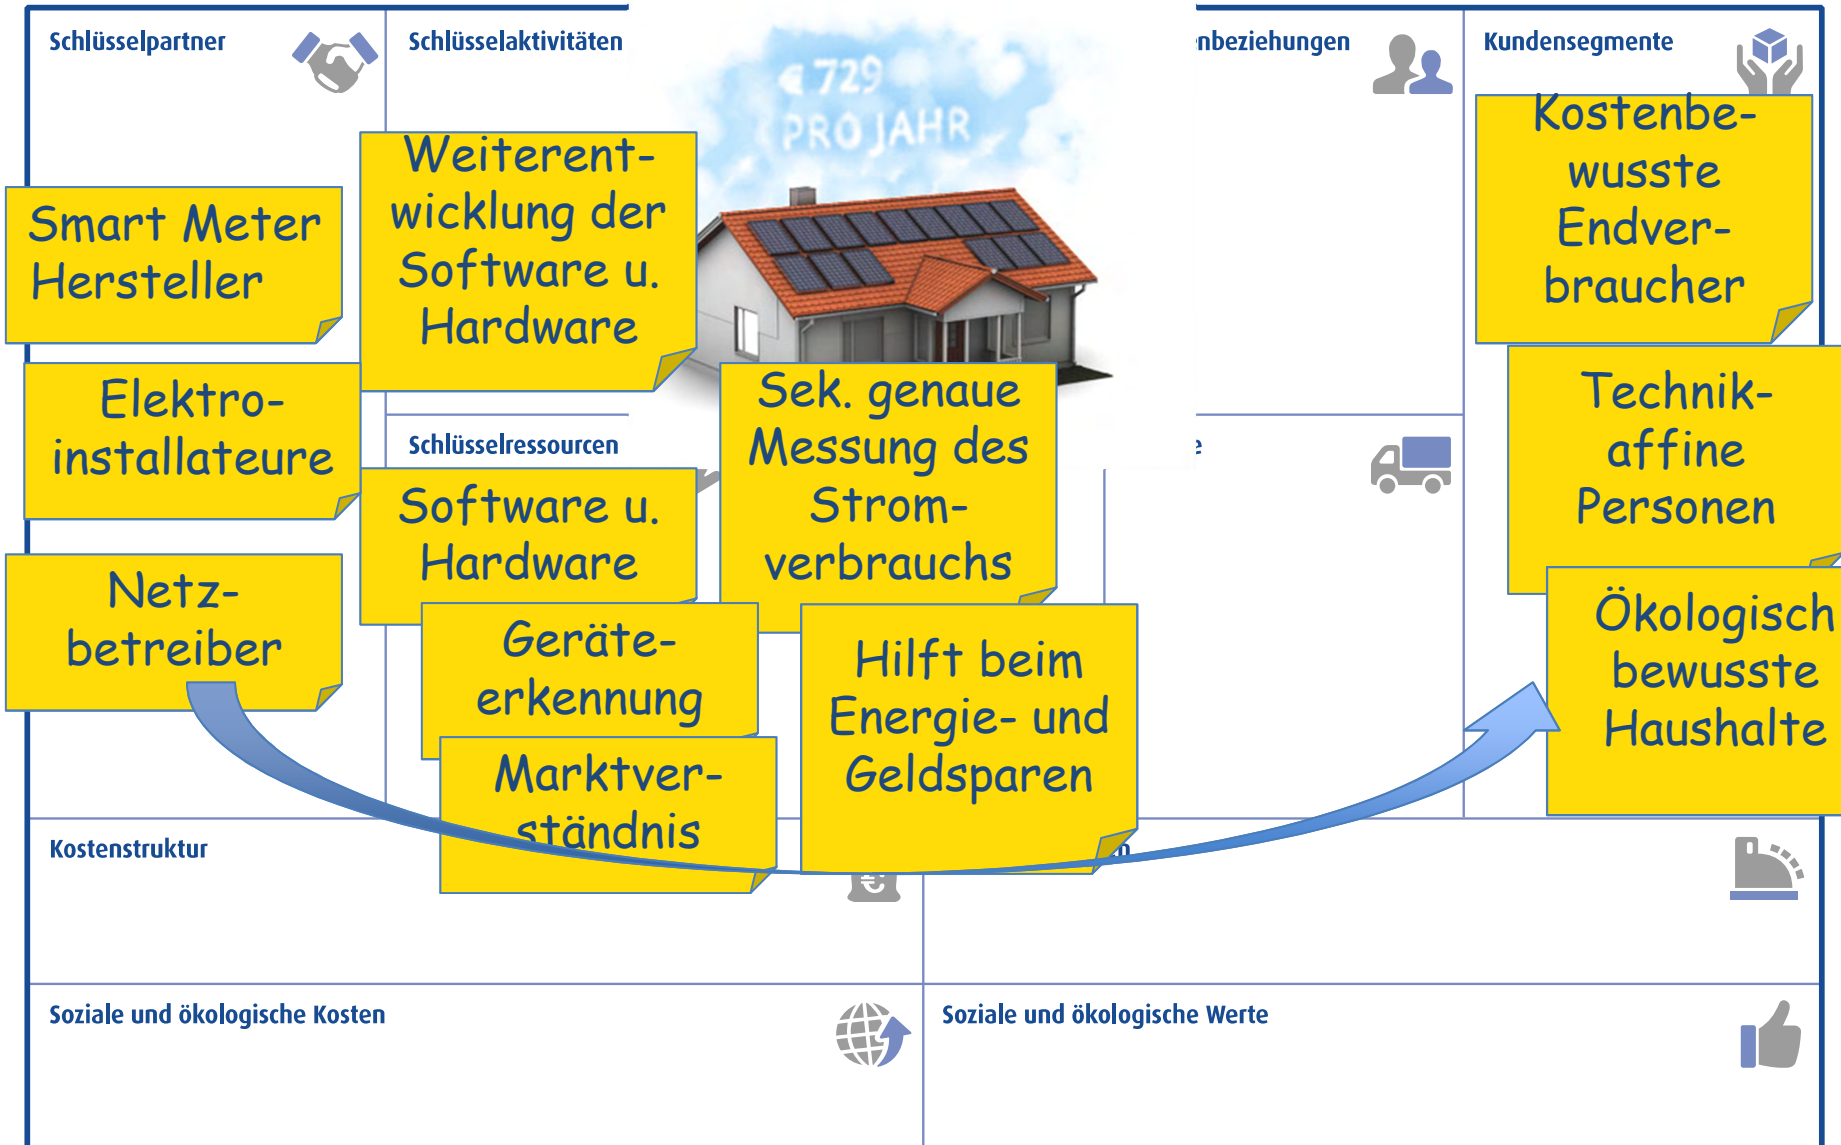 Schlüsselpartner
Smart Meter
Hersteller
Elektro-
installateure
Netz-
betreiber
Schlüsselaktivitäten
Weiterent-
wicklung der
Software u.
Hardware
Schlüsselressourcen
Software u.
Hardware
Geräte-
erkennung
Marktver-
ständnis
€ 729
PRO JAHR
Sek. genaue
Messung des
Strom-
verbrauchs
Hilft beim
Energie- und
Geldsparen
nbeziehungen
e
Kundensegmente
Kostenbe-
wusste
Endver-
braucher
Technik-
affine
Personen
Ökologisch
bewusste
Haushalte
Kostenstruktur
€
n
Soziale und ökologische Kosten
Soziale und ökologische Werte